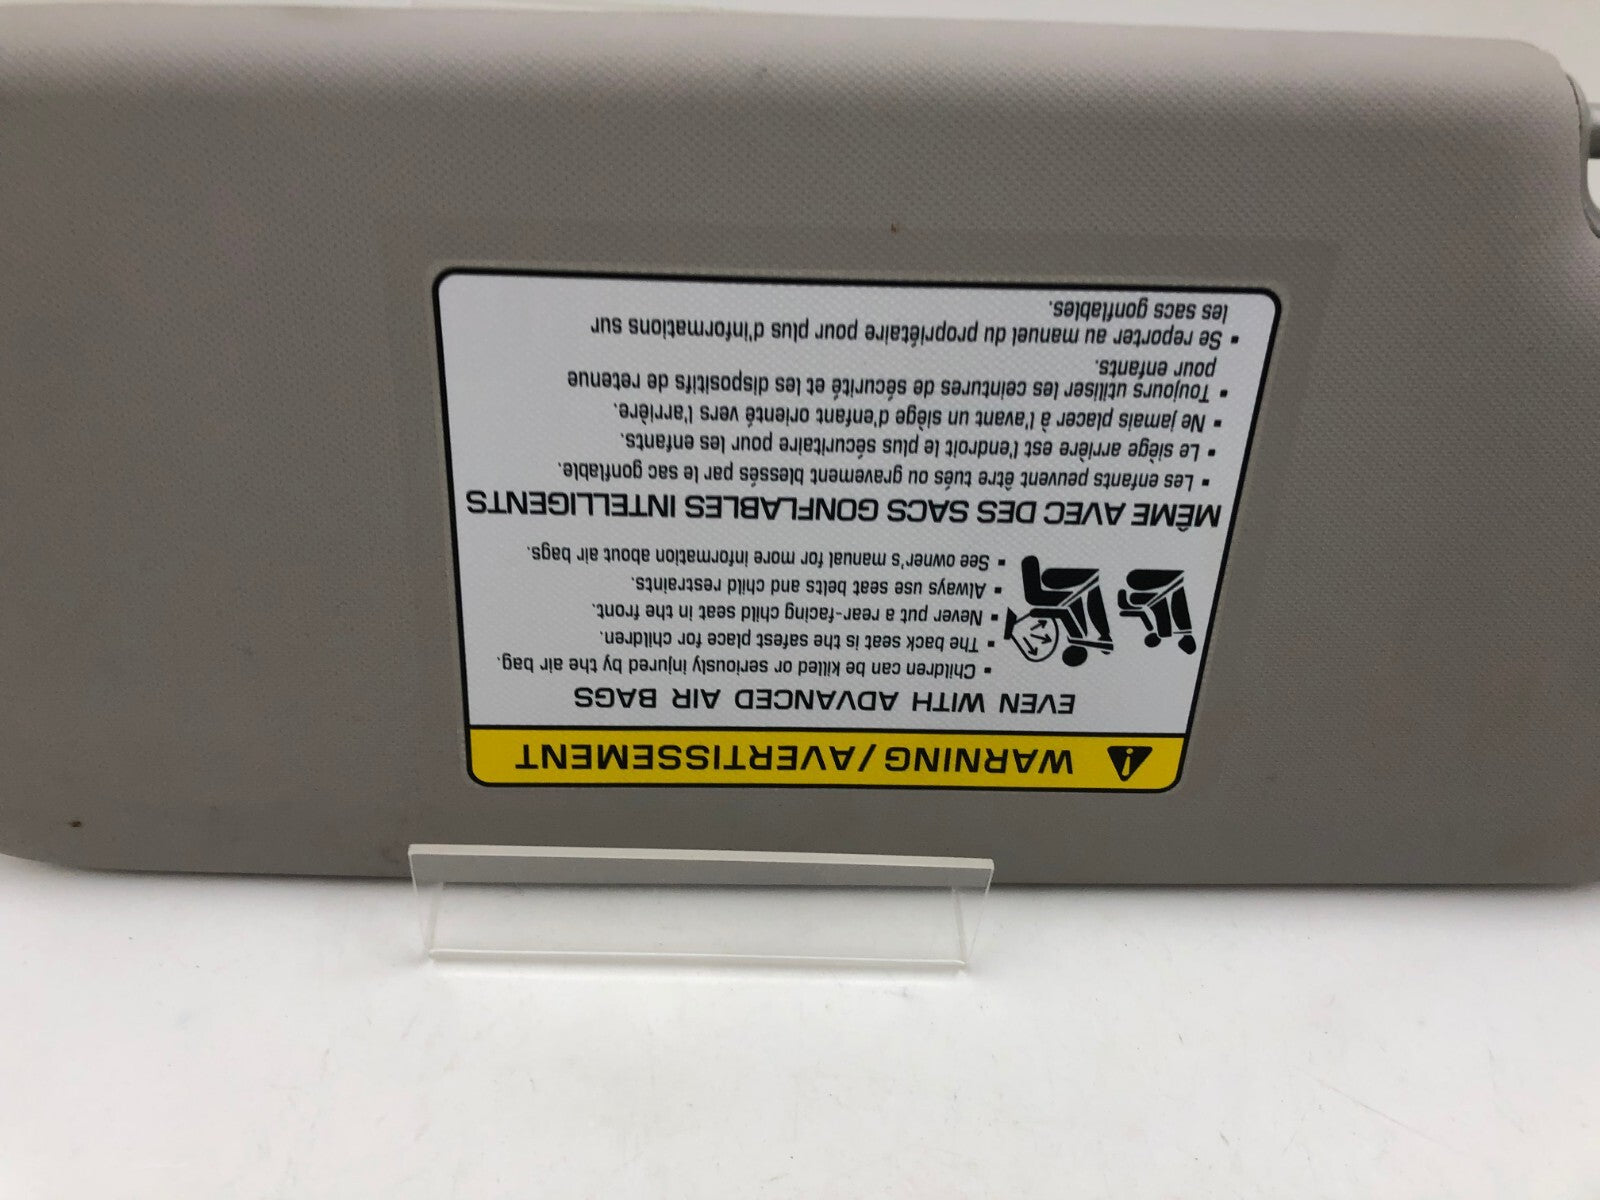 WARNING / AVERTISSEMENT
EVEN WITH ADVANCED AIR BAGS
▪ Children can be killed or seriously injured by the air bag.
▪ The back seat is the safest place for children.
▪ Never put a rear-facing child seat in the front.
▪ Always use seat belts and child restraints.
▪ See owner's manual for more information about air bags.
MÊME AVEC DES SACS GONFLABLES INTELLIGENTS
▪ Les enfants peuvent être tués ou gravement blessés par le sac gonflable.
▪ Le siège arrière est l'endroit le plus sécuritaire pour les enfants.
▪ Ne jamais placer à l'avant un siège d'enfant orienté vers l'arrière.
▪ Toujours utiliser les ceintures de sécurité et les dispositifs de retenue
pour enfants.
▪ Se reporter au manuel du propriétaire pour plus d'informations sur
les sacs gonflables.